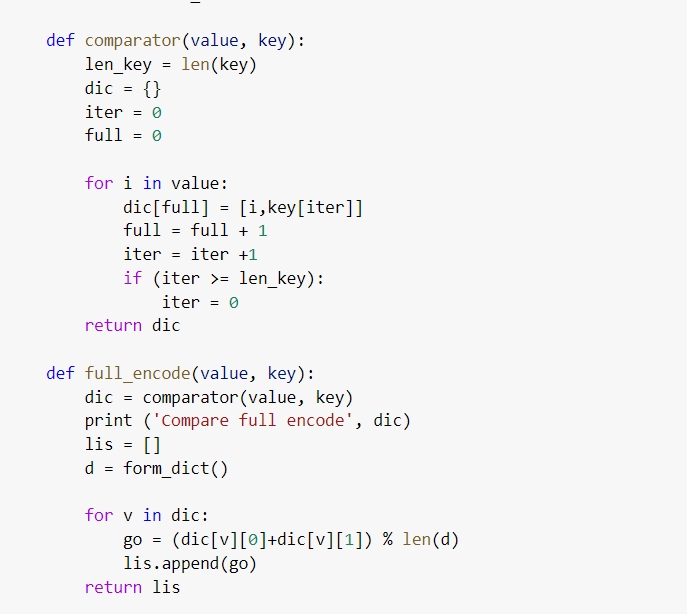 def comparator(value, key):
    len_key = len(key)
    dic = {}
    iter = 0
    full = 0

    for i in value:
        dic[full] = [i,key[iter]]
        full = full + 1
        iter = iter +1
        if (iter >= len_key):
            iter = 0
    return dic

def full_encode(value, key):
    dic = comparator(value, key)
    print ('Compare full encode', dic)
    lis = []
    d = form_dict()

    for v in dic:
        go = (dic[v][0]+dic[v][1]) % len(d)
        lis.append(go)
    return lis